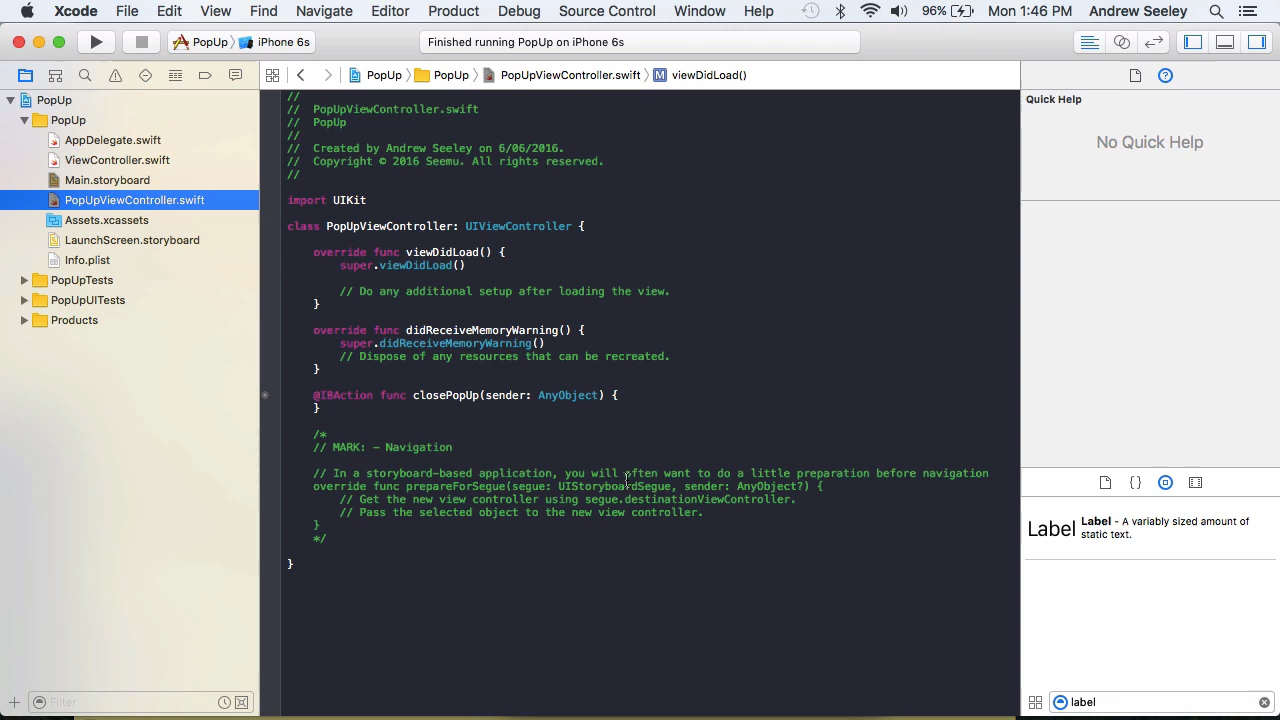 Xcode File Edit View Find Navigate Editor Product Debug Source Control Window Help 96% Mon 1:46 PM Andrew Seeley
PopUp iPhone 6s Finished running PopUp on iPhone 6s
PopUp PopUp PopUpViewController.swift M viewDidLoad()
PopUp
PopUp
AppDelegate.swift
ViewController.swift
Main.storyboard
PopUpViewController.swift
Assets.xcassets
LaunchScreen.storyboard
Info.plist
PopUpTests
PopUpUITests
Products
Filter
//
// PopUpViewController.swift
// PopUp
//
// Created by Andrew Seeley on 6/06/2016.
// Copyright © 2016 Seemu. All rights reserved.
//
import UIKit
class PopUpViewController: UIViewController {
override func viewDidLoad() {
super.viewDidLoad()
// Do any additional setup after loading the view.
}
override func didReceiveMemoryWarning() {
super.didReceiveMemoryWarning()
// Dispose of any resources that can be recreated.
}
@IBAction func closePopUp(sender: AnyObject) {
}
/*
// MARK: - Navigation
// In a storyboard-based application, you will often want to do a little preparation before navigation
override func prepareForSegue(segue: UIStoryboardSegue, sender: AnyObject?) {
// Get the new view controller using segue.destinationViewController.
// Pass the selected object to the new view controller.
}
*/
}
Quick Help
No Quick Help
Label Label - A variably sized amount of
static text.
label